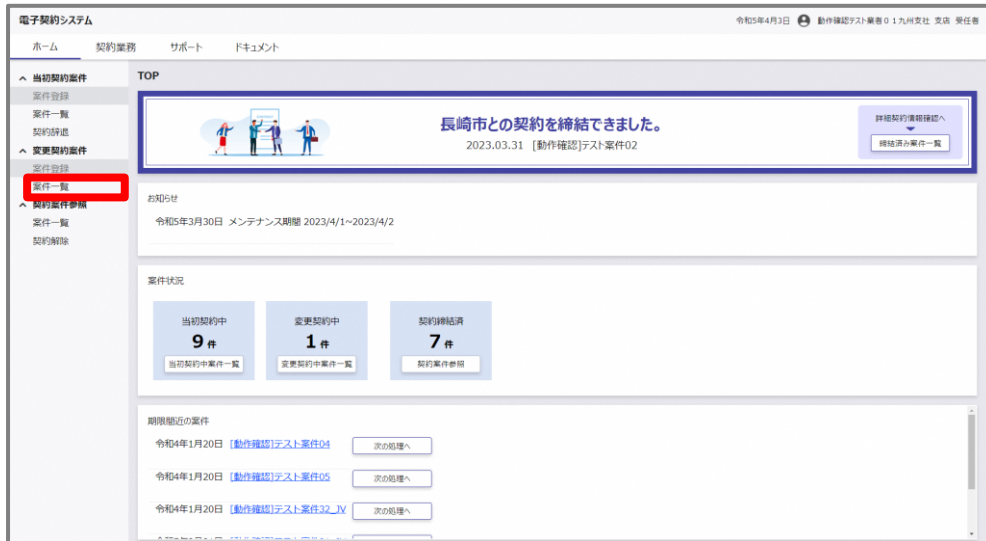 電子契約システム
令和5年4月3日 動作確認テスト業者01九州支社 支店 受任者
ホーム 契約業務 サポート ドキュメント
当初契約案件
案件登録
案件一覧
契約辞退
変更契約案件
案件登録
案件一覧
契約案件参照
案件一覧
契約解除
TOP
長崎市との契約を締結できました。
2023.03.31 [動作確認]テスト案件02
詳細契約情報確認へ
締結済み案件一覧
お知らせ
令和5年3月30日 メンテナンス期間 2023/4/1~2023/4/2
案件状況
当初契約中
9 件
当初契約中案件一覧
変更契約中
1 件
変更契約中案件一覧
契約締結済
7 件
契約案件参照
期限間近の案件
令和4年1月20日 [動作確認]テスト案件04 次の処理へ
令和4年1月20日 [動作確認]テスト案件05 次の処理へ
令和4年1月20日 [動作確認]テスト案件32_JV 次の処理へ